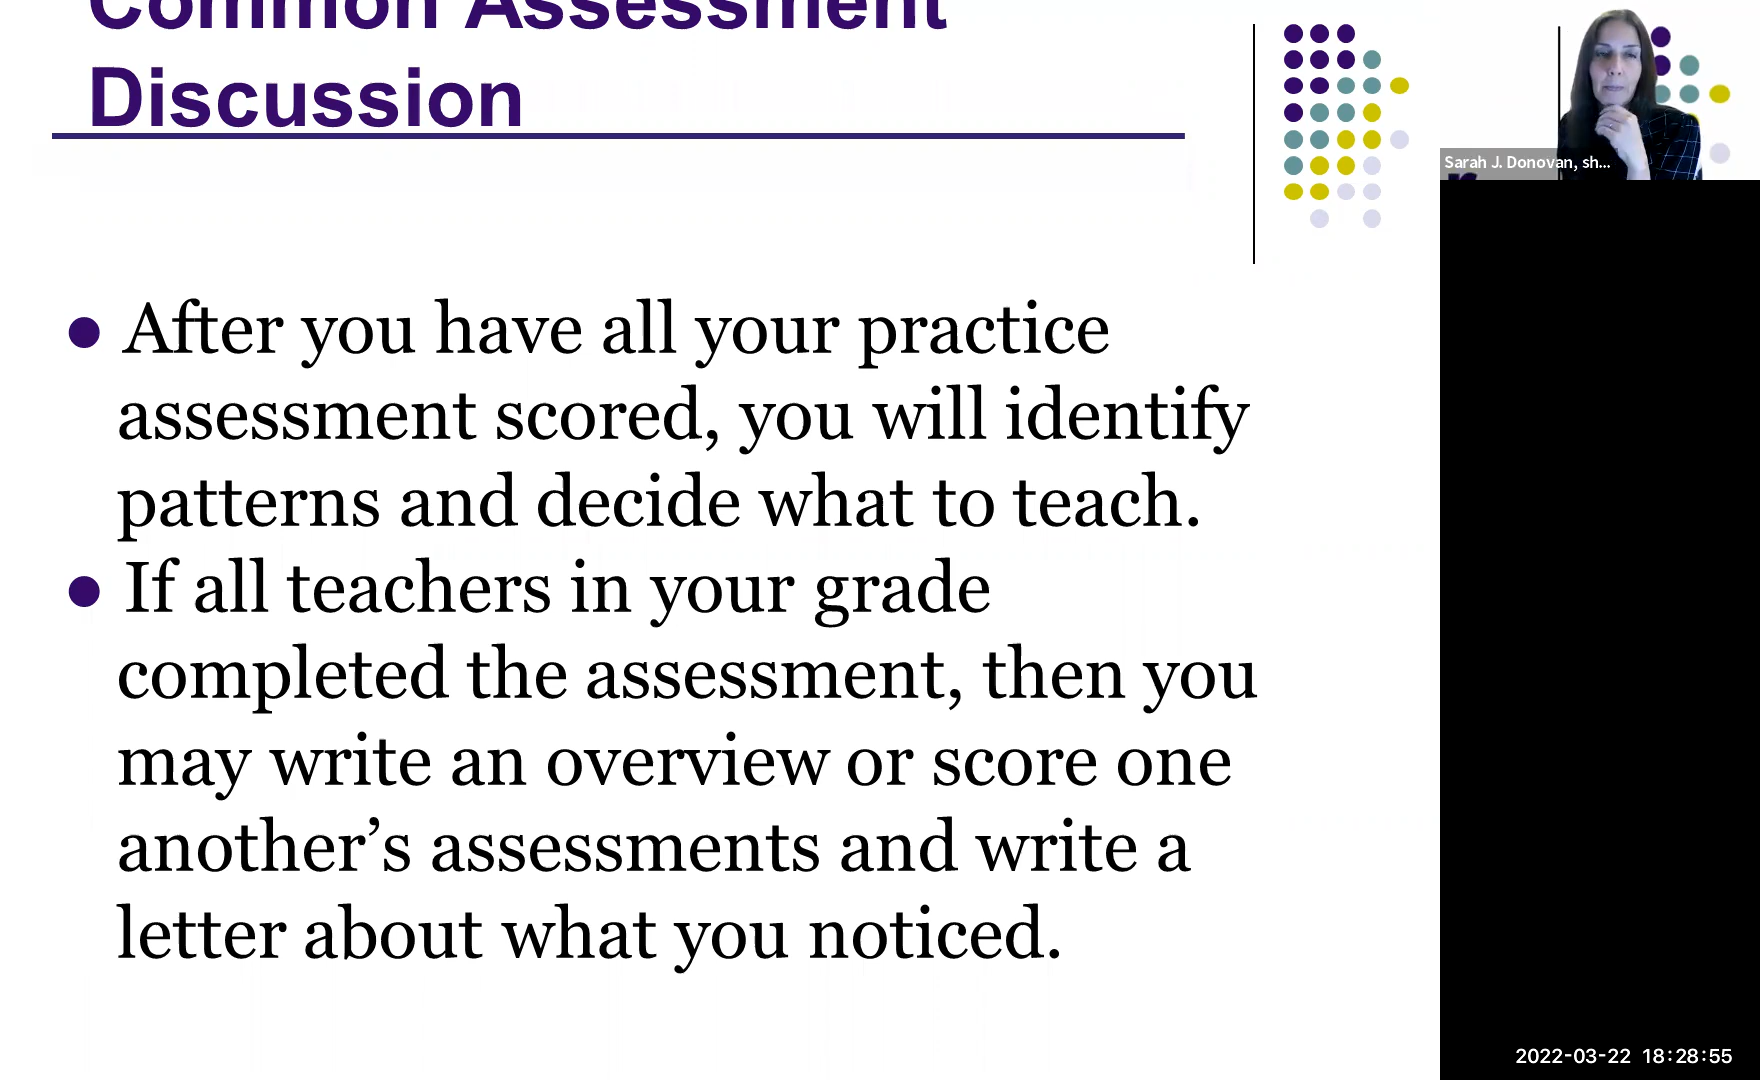 Common Assessment
Discussion
Sarah J. Donovan, sh...
● After you have all your practice
assessment scored, you will identify
patterns and decide what to teach.
● If all teachers in your grade
completed the assessment, then you
may write an overview or score one
another’s assessments and write a
letter about what you noticed.
2022-03-22 18:28:55